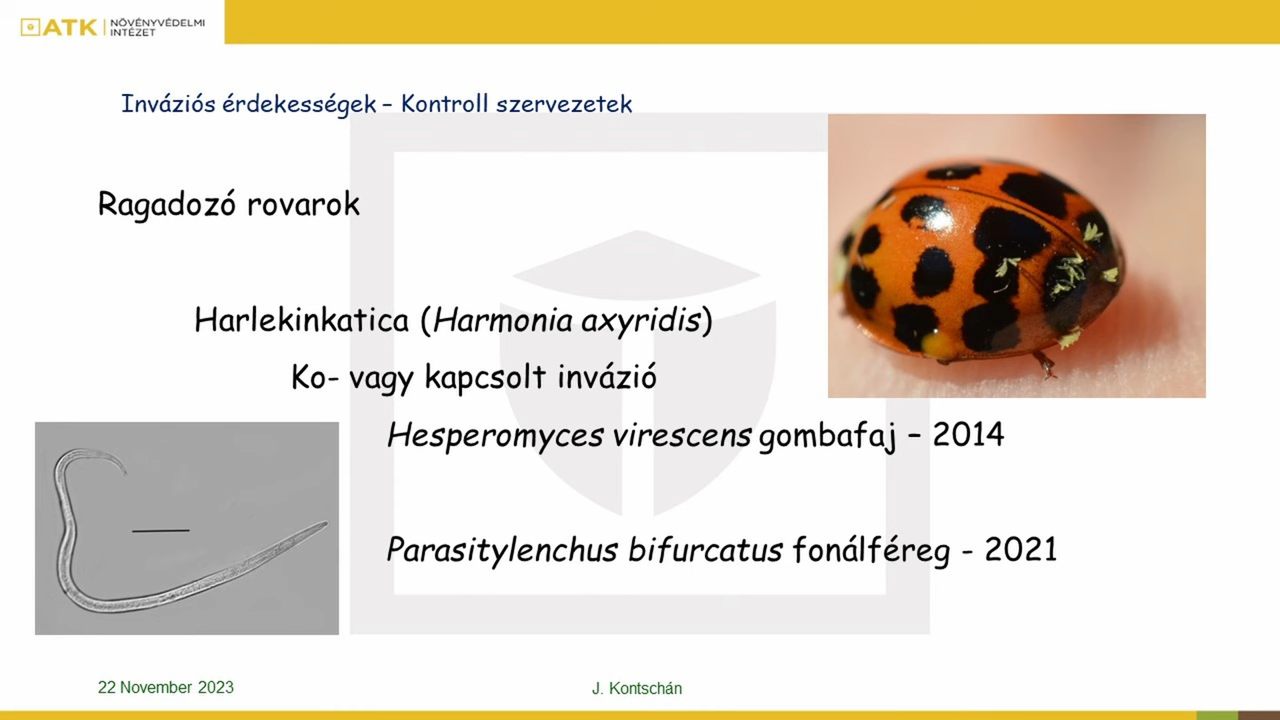 ATK NÖVÉNYVÉDELMI
INTÉZET
Inváziós érdekességek – Kontroll szervezetek
Ragadozó rovarok
Harlekinkatica (Harmonia axyridis)
Ko- vagy kapcsolt invázió
Hesperomyces virescens gombafaj – 2014
Parasitylenchus bifurcatus fonálféreg - 2021
22 November 2023
J. Kontschán